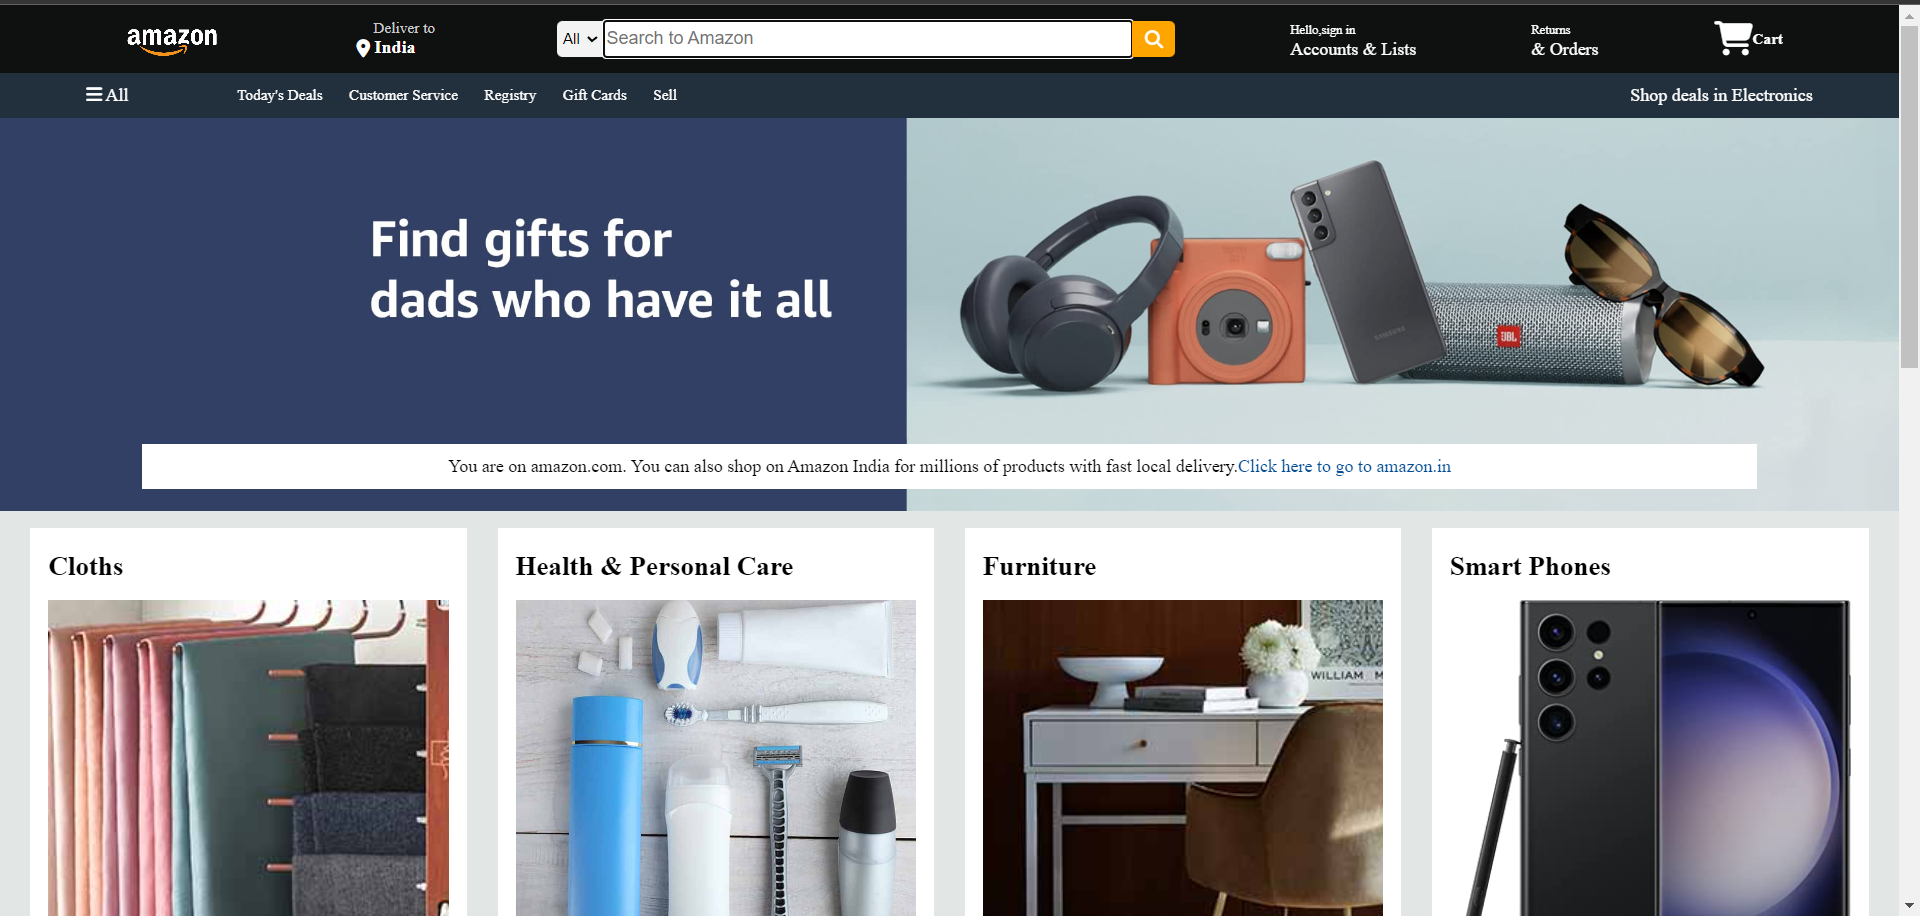 amazon
Deliver to
India
All
Search to Amazon
Hello,sign in
Accounts & Lists
Returns
& Orders
Cart
All
Today's Deals
Customer Service
Registry
Gift Cards
Sell
Shop deals in Electronics
Find gifts for
dads who have it all
SAMSUNG
JBL
You are on amazon.com. You can also shop on Amazon India for millions of products with fast local delivery.Click here to go to amazon.in
Cloths
Health & Personal Care
Furniture
Smart Phones
WILLIAM M